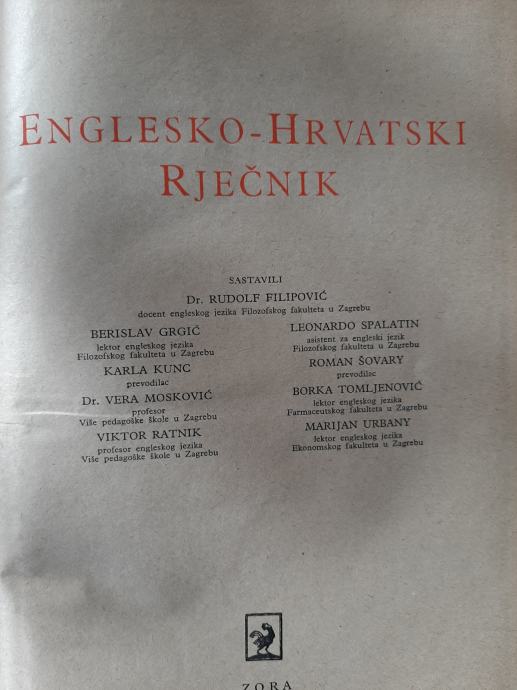 ENGLESKO-HRVATSKI
RJEČNIK
SASTAVILI
Dr. RUDOLF FILIPOVIĆ
docent engleskog jezika Filozofskog fakulteta u Zagrebu
BERISLAV GRGIĆ
lektor engleskog jezika
Filozofskog fakulteta u Zagrebu
KARLA KUNC
prevodilac
Dr. VERA MOSKOVIĆ
profesor
Više pedagoške škole u Zagrebu
VIKTOR RATNIK
profesor engleskog jezika
Više pedagoške škole u Zagrebu
LEONARDO SPALATIN
asistent za engleski jezik
Filozofskog fakulteta u Zagrebu
ROMAN ŠOVARY
prevodilac
BORKA TOMLJENOVIĆ
lektor engleskog jezika
Farmaceutskog fakulteta u Zagrebu
MARIJAN URBANY
lektor engleskog jezika
Ekonomskog fakulteta u Zagrebu
ZORA